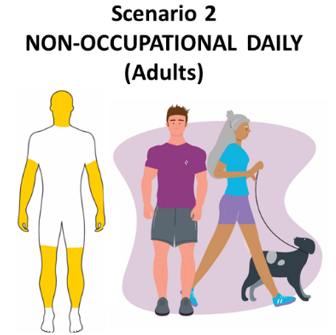 Scenario 2
NON-OCCUPATIONAL DAILY
(Adults)